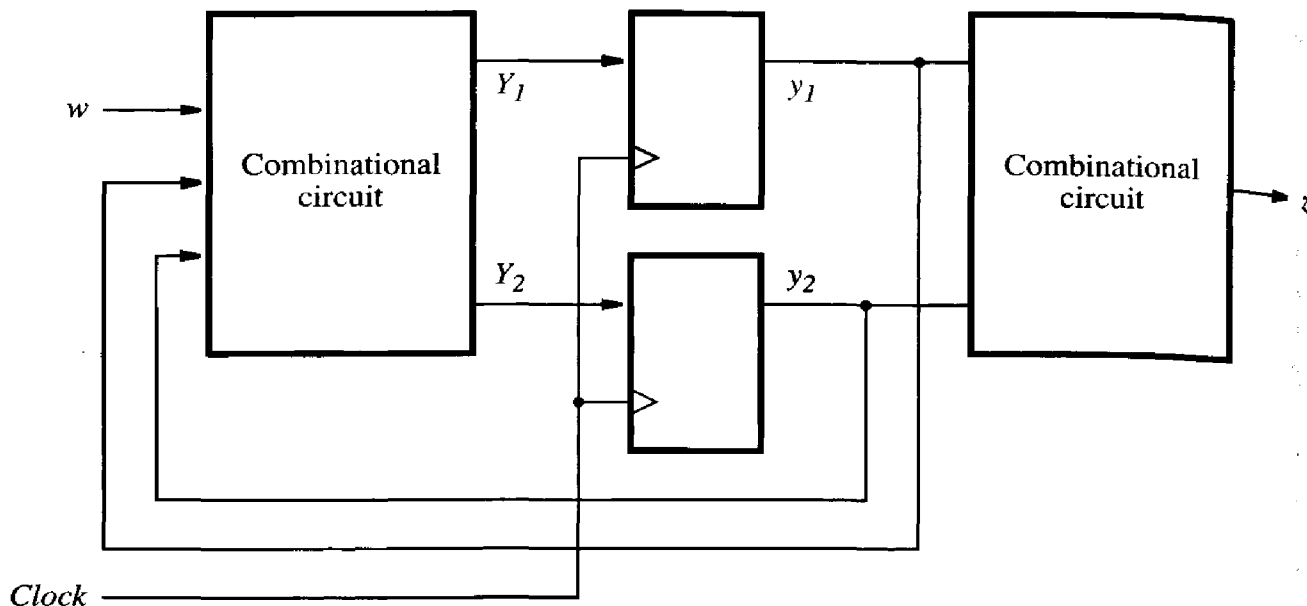 w
Combinational
circuit
Y₁
Y₂
y₁
y₂
Combinational
circuit
Clock